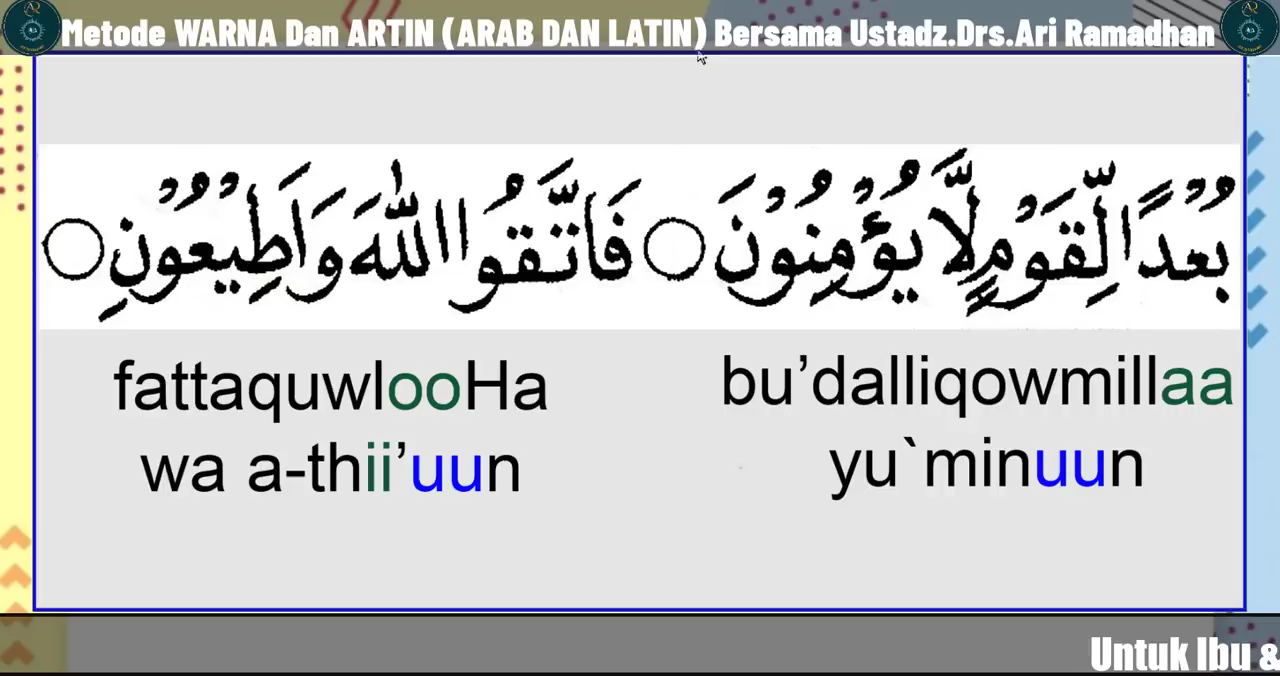 Metode WARNA Dan ARTIN (ARAB DAN LATIN) Bersama Ustadz.Drs.Ari Ramadhan
بُعْدًا لِّقَوْمٍ لَّا يُؤْمِنُوْنَ ○ فَاتَّقُوا اللّٰهَ وَاَطِيْعُوْنِ ○
bu’dalliqowmillaa
yu`minuun
fattaquwlooHa
wa a-thii’uun
Untuk Ibu &